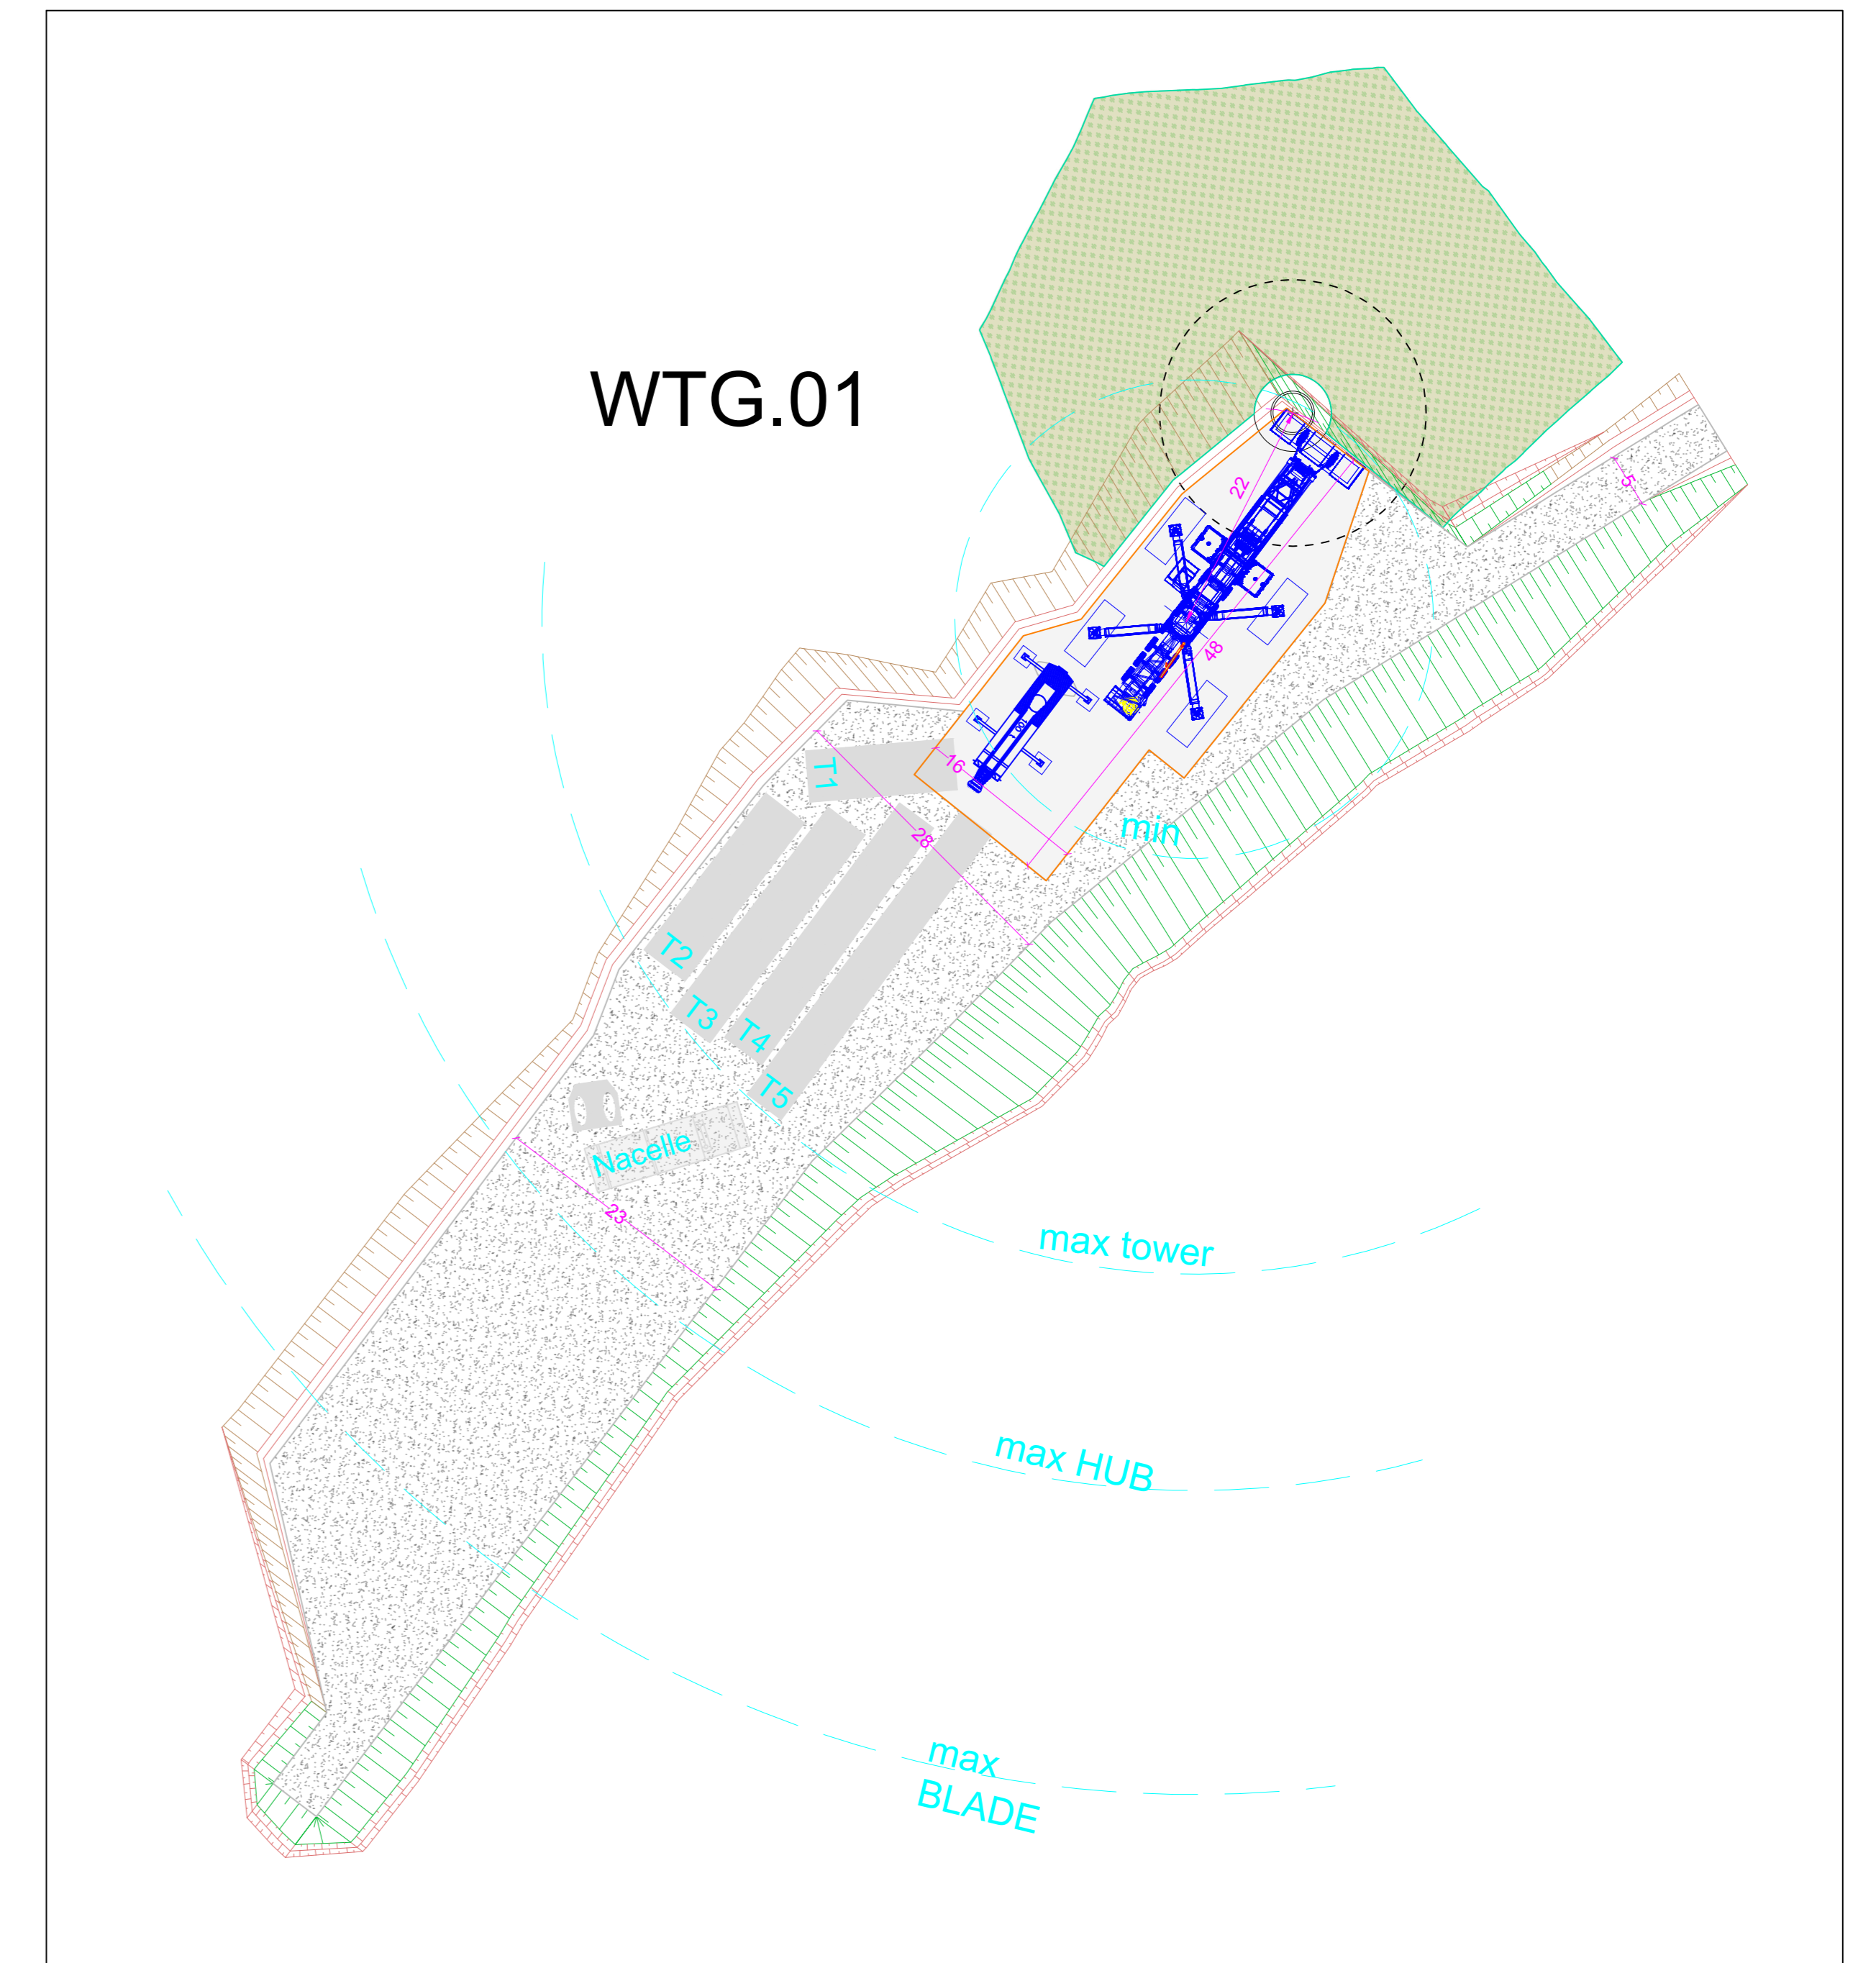 WTG.01
5
22
48
T1
16
min
28
T2
T3
T4
T5
Nacelle
23
max tower
max HUB
max
BLADE